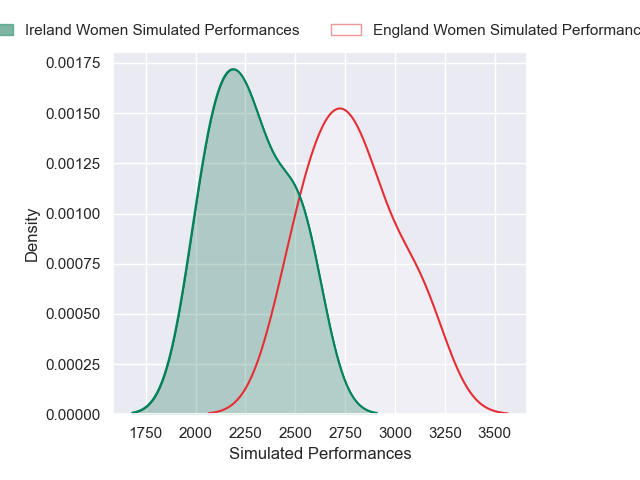 Ireland Women Simulated Performances
England Women Simulated Performanc
0.00175
0.00150
0.00125
0.00100
0.00075
0.00050
0.00025
0.00000
Density
1750 2000 2250 2500 2750 3000 3250 3500
Simulated Performances